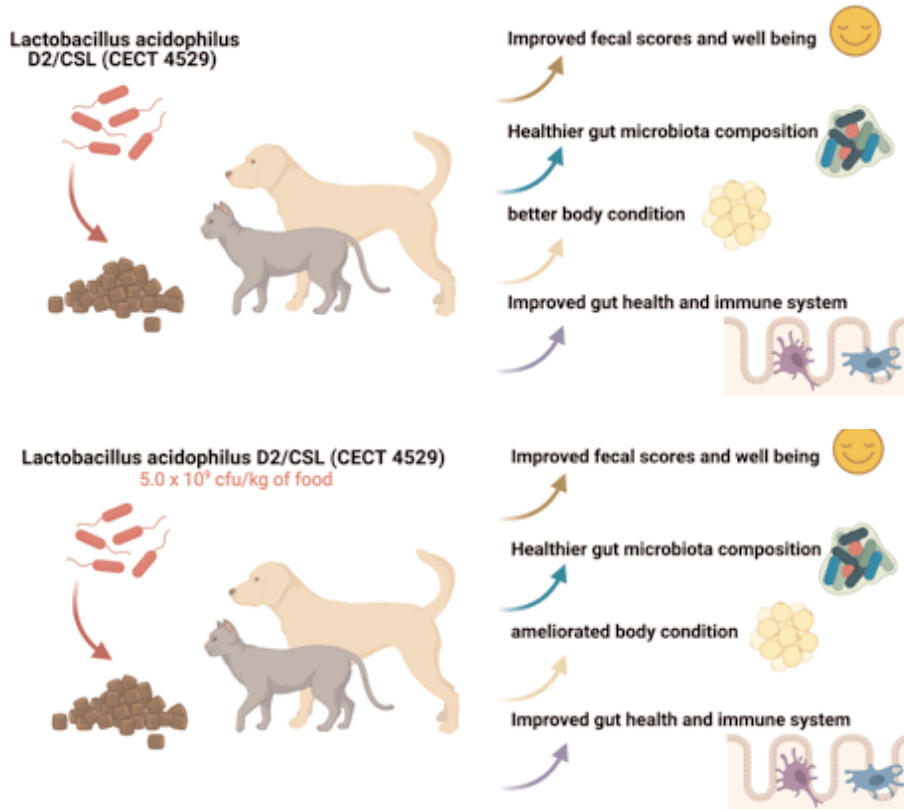 Lactobacillus acidophilus
D2/CSL (CECT 4529)
Improved fecal scores and well being
Healthier gut microbiota composition
better body condition
Improved gut health and immune system
Lactobacillus acidophilus D2/CSL (CECT 4529)
5.0 x 10⁹ cfu/kg of food
Improved fecal scores and well being
Healthier gut microbiota composition
ameliorated body condition
Improved gut health and immune system